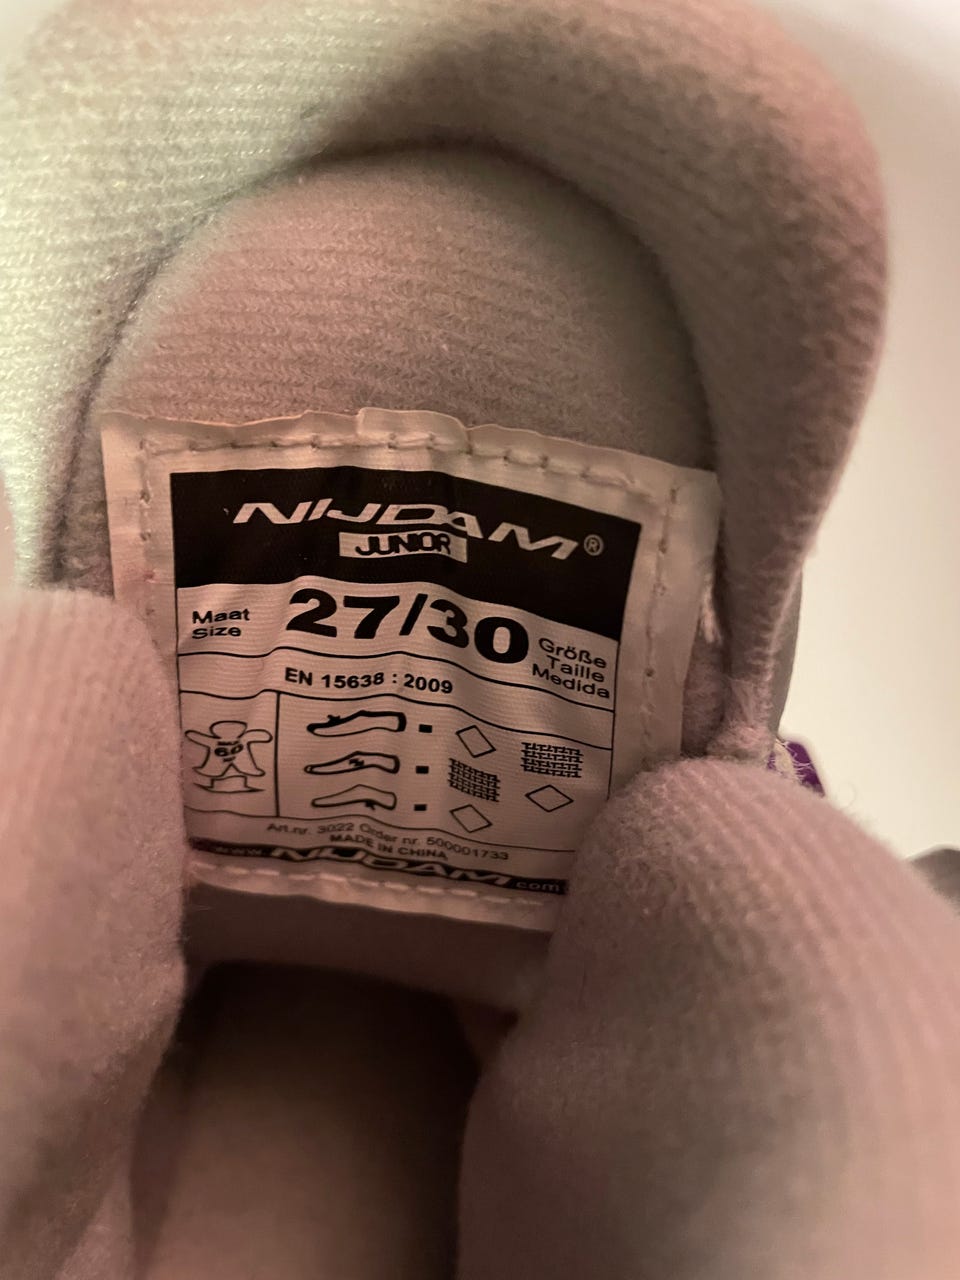 NIJDAM®
JUNIOR
Maat
Size
27/30
Größe
Taille
Medida
EN 15638 : 2009
60
Art.nr. 3022 Order nr. 500001733
MADE IN CHINA
www.NIJDAM.com